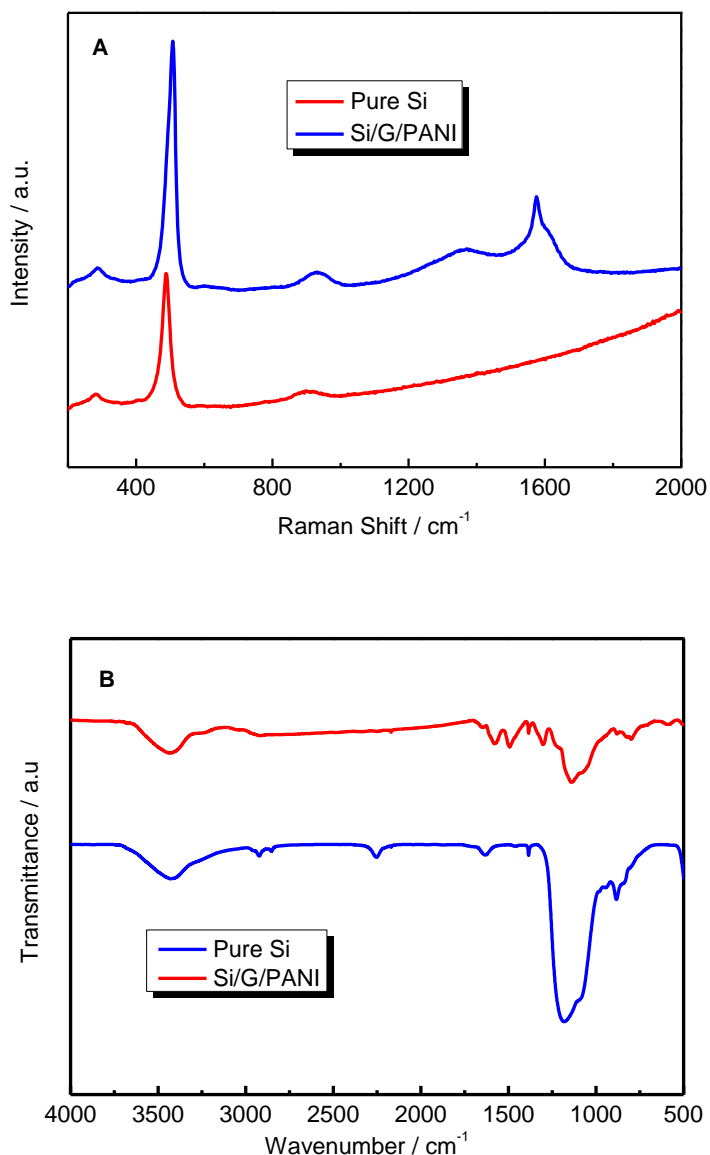 A
Pure Si
Si/G/PANI
Intensity / a.u.
400 800 1200 1600 2000
Raman Shift / cm-1
B
Transmittance / a.u
Pure Si
Si/G/PANI
4000 3500 3000 2500 2000 1500 1000 500
Wavenumber / cm-1